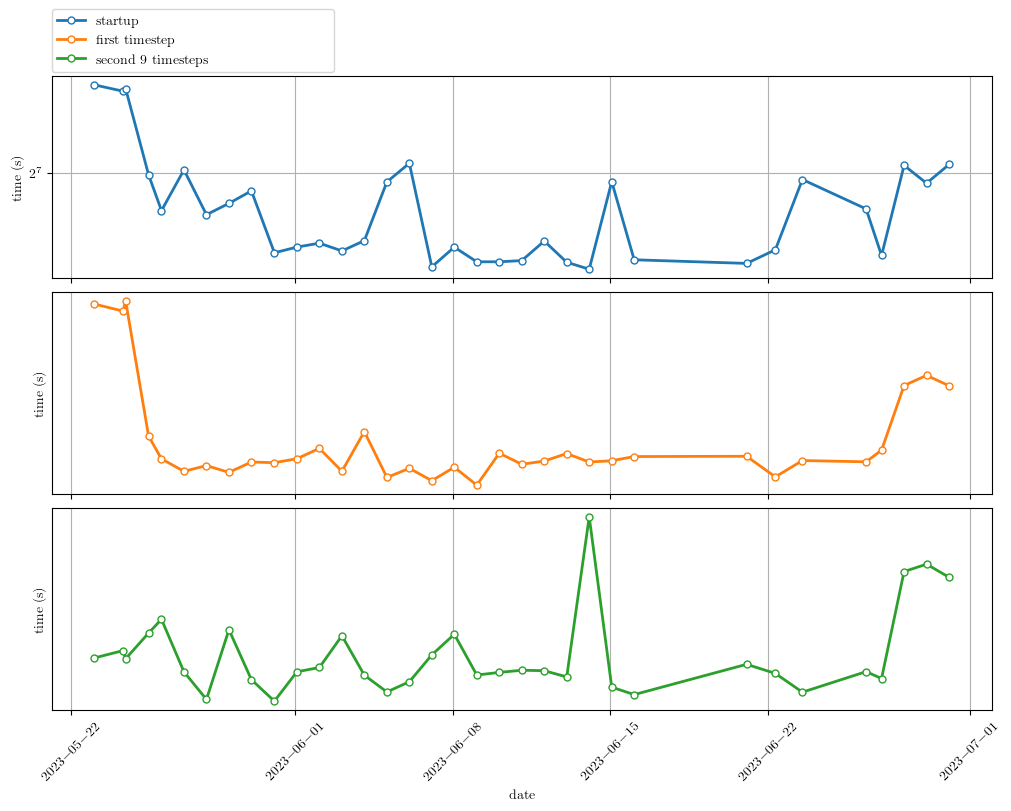 startup
first timestep
second 9 timesteps
time (s)
2⁷
time (s)
time (s)
2023−05−22
2023−06−01
2023−06−08
2023−06−15
2023−06−22
2023−07−01
date